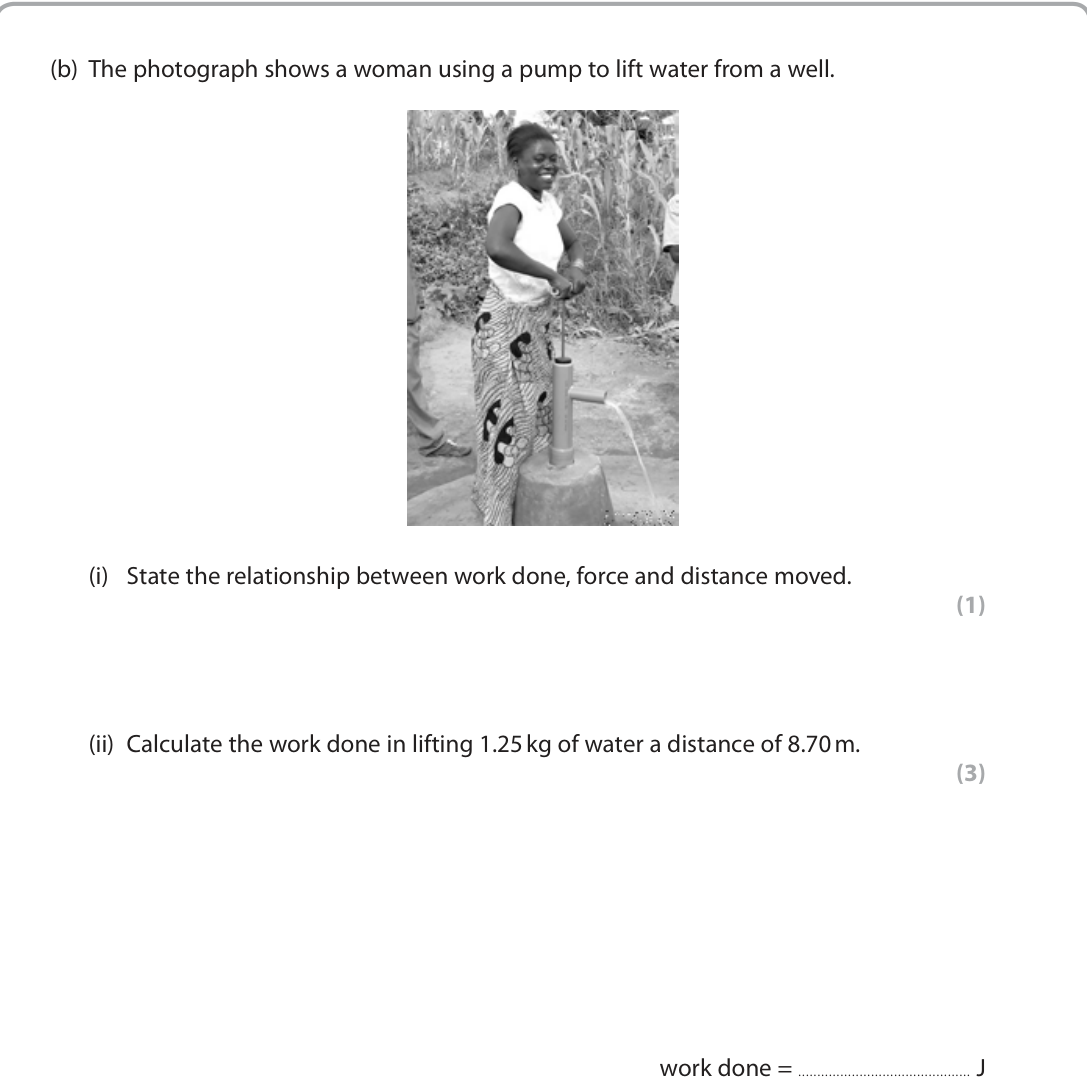 (b) The photograph shows a woman using a pump to lift water from a well.
(i) State the relationship between work done, force and distance moved.
(1)
(ii) Calculate the work done in lifting 1.25 kg of water a distance of 8.70 m.
(3)
work done = ............................................ J